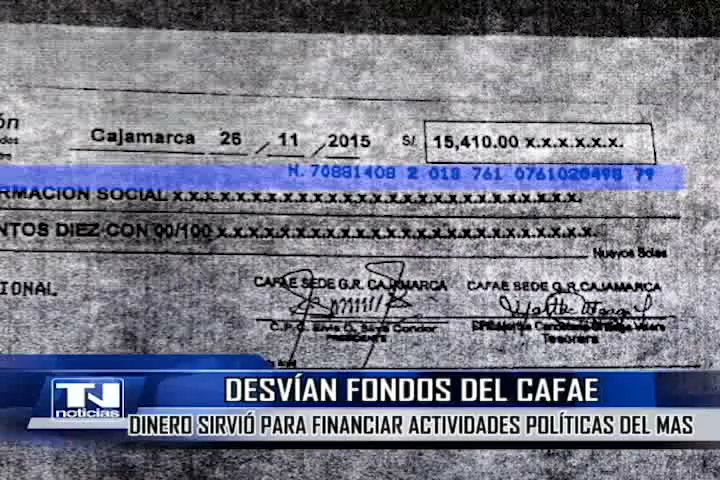 ón
Cajamarca 26 / 11 / 2015 S/. 15,410.00 x.x.x.x.x.x.
N. 70881408 2 018 761 0761020498 79
RMACION SOCIAL x.x.x.x.x.x.x.x.x.x.x.x.x.x.x.x.x.x.x.x.x.x.x.x.x.x.x.
NTOS DIEZ CON 00/100 x.x.x.x.x.x.x.x.x.x.x.x.x.x.x.x.x.x.x.x.x.x.x.x.x.
Nuevos Soles
IONAL
CAFAE SEDE G.R. CAJAMARCA CAFAE SEDE G.R.CAJAMARCA
C.P.C. Condor
PRESIDENTE Tesorera
TN noticias
DESVÍAN FONDOS DEL CAFAE
DINERO SIRVIÓ PARA FINANCIAR ACTIVIDADES POLÍTICAS DEL MAS